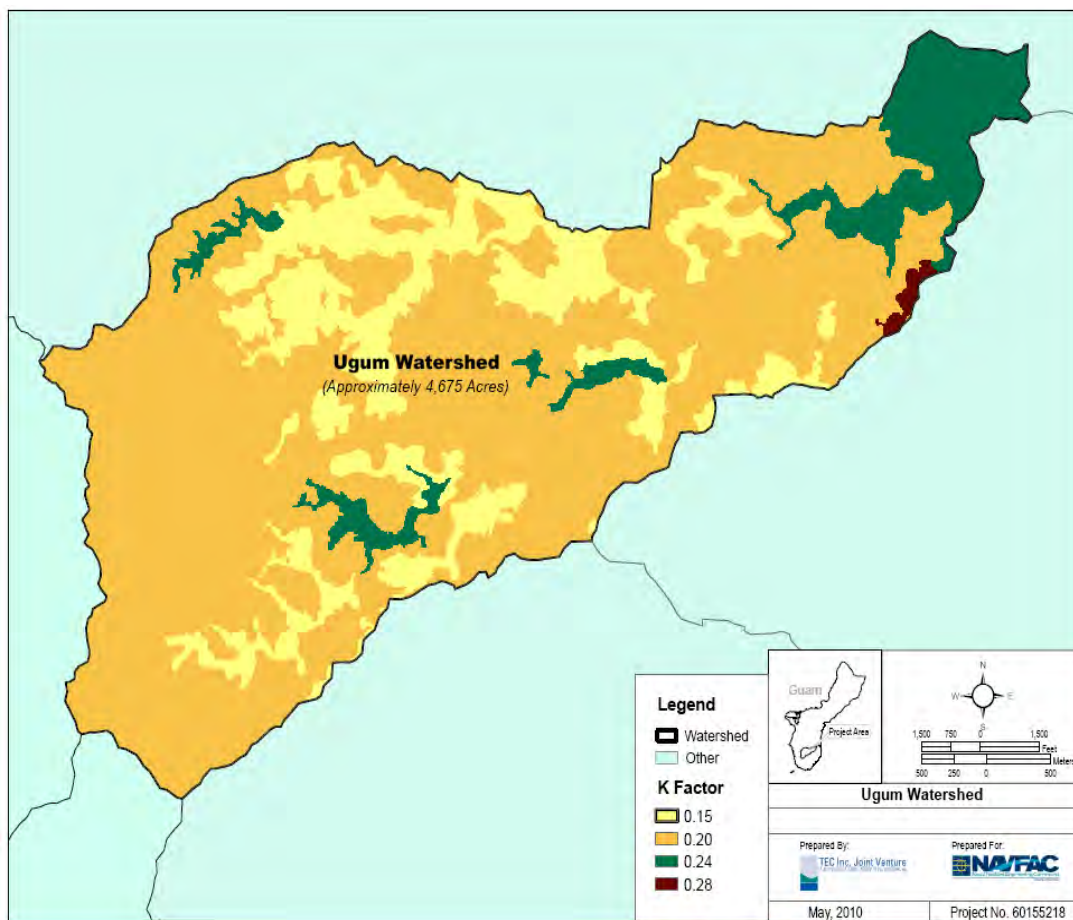 Ugum Watershed
(Approximately 4,675 Acres)
Legend
Watershed
Other
K Factor
0.15
0.20
0.24
0.28
Guam
Project Area
N
W E
S
1,500 750 0 1,500
Feet
Meters
500 250 0 500
Ugum Watershed
Prepared By:
TEC Inc. Joint Venture
Prepared For:
NAVFAC
May, 2010
Project No. 60155218